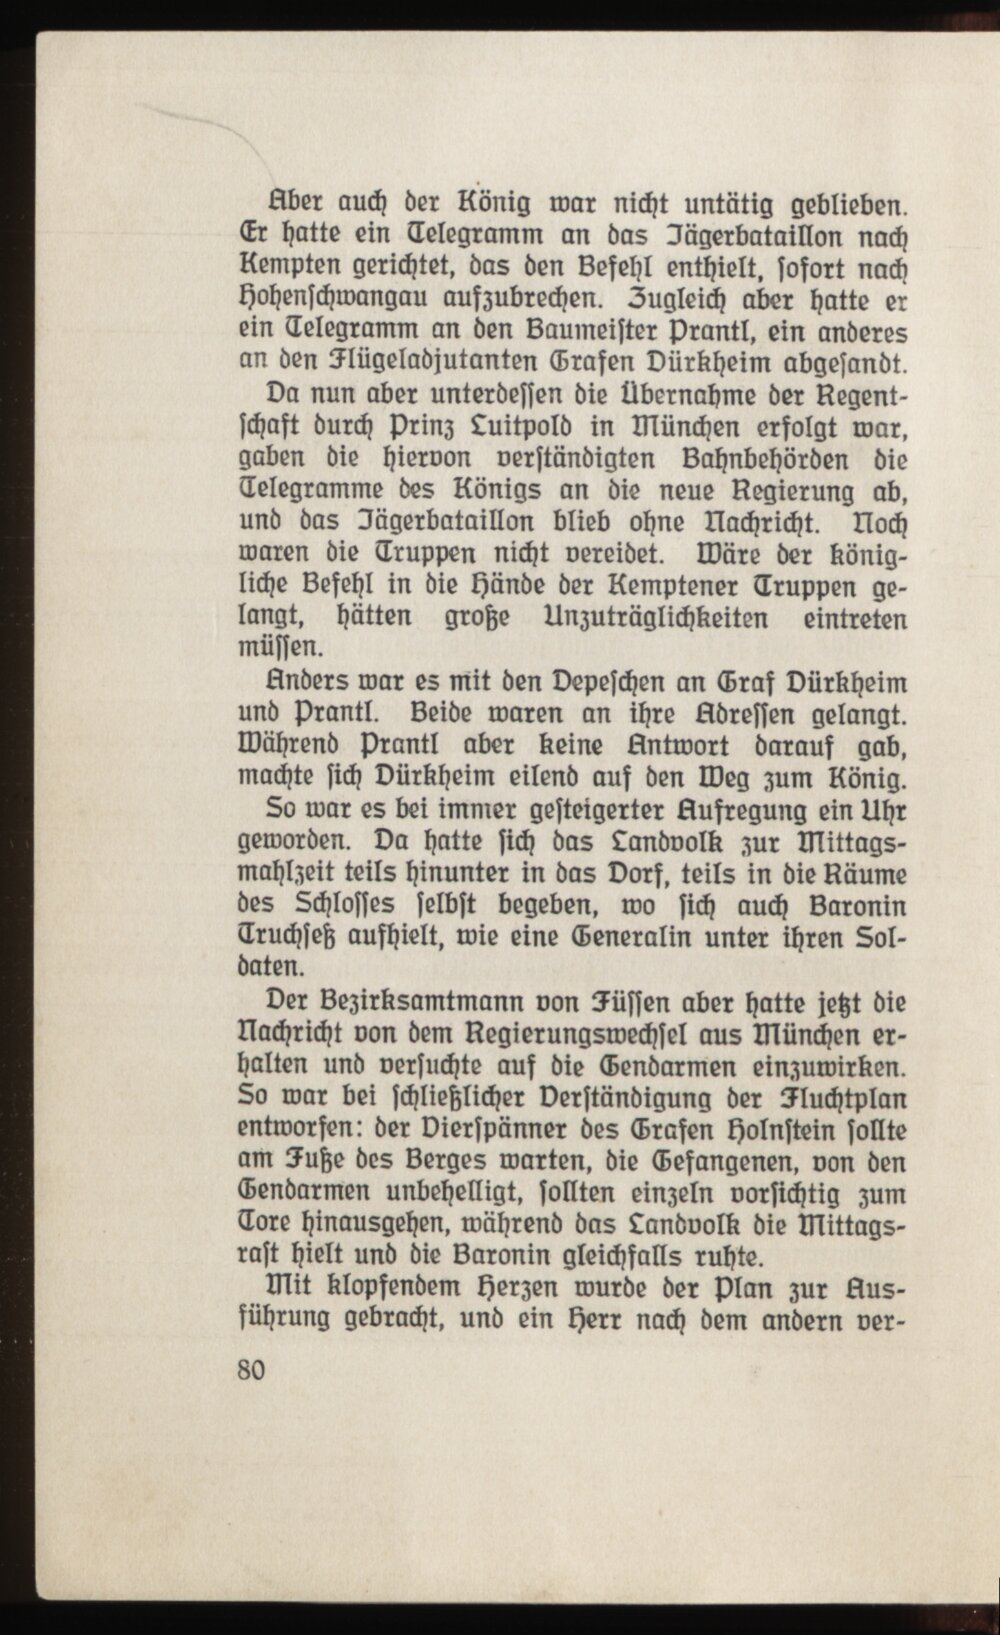 Aber auch der König war nicht untätig geblieben.
Er hatte ein Telegramm an das Jägerbataillon nach
Kempten gerichtet, das den Befehl enthielt, sofort nach
Hohenschwangau aufzubrechen. Zugleich aber hatte er
ein Telegramm an den Baumeister Prantl, ein anderes
an den Flügeladjutanten Grafen Dürkheim abgesandt.
Da nun aber unterdessen die Übernahme der Regent-
schaft durch Prinz Luitpold in München erfolgt war,
gaben die hiervon verständigten Bahnbehörden die
Telegramme des Königs an die neue Regierung ab,
und das Jägerbataillon blieb ohne Nachricht. Noch
waren die Truppen nicht vereidet. Wäre der könig-
liche Befehl in die Hände der Kemptener Truppen ge-
langt, hätten große Unzuträglichkeiten eintreten
müssen.
Anders war es mit den Depeschen an Graf Dürkheim
und Prantl. Beide waren an ihre Adressen gelangt.
Während Prantl aber keine Antwort darauf gab,
machte sich Dürkheim eilend auf den Weg zum König.
So war es bei immer gesteigerter Aufregung ein Uhr
geworden. Da hatte sich das Landvolk zur Mittags-
mahlzeit teils hinunter in das Dorf, teils in die Räume
des Schlosses selbst begeben, wo sich auch Baronin
Truchseß aufhielt, wie eine Generalin unter ihren Sol-
daten.
Der Bezirksamtmann von Füssen aber hatte jetzt die
Nachricht von dem Regierungswechsel aus München er-
halten und versuchte auf die Gendarmen einzuwirken.
So war bei schließlicher Verständigung der Fluchtplan
entworfen: der Vierspänner des Grafen Holnstein sollte
am Fuße des Berges warten, die Gefangenen, von den
Gendarmen unbehelligt, sollten einzeln vorsichtig zum
Tore hinausgehen, während das Landvolk die Mittags-
rast hielt und die Baronin gleichfalls ruhte.
Mit klopfendem Herzen wurde der Plan zur Aus-
führung gebracht, und ein Herr nach dem andern ver-
80